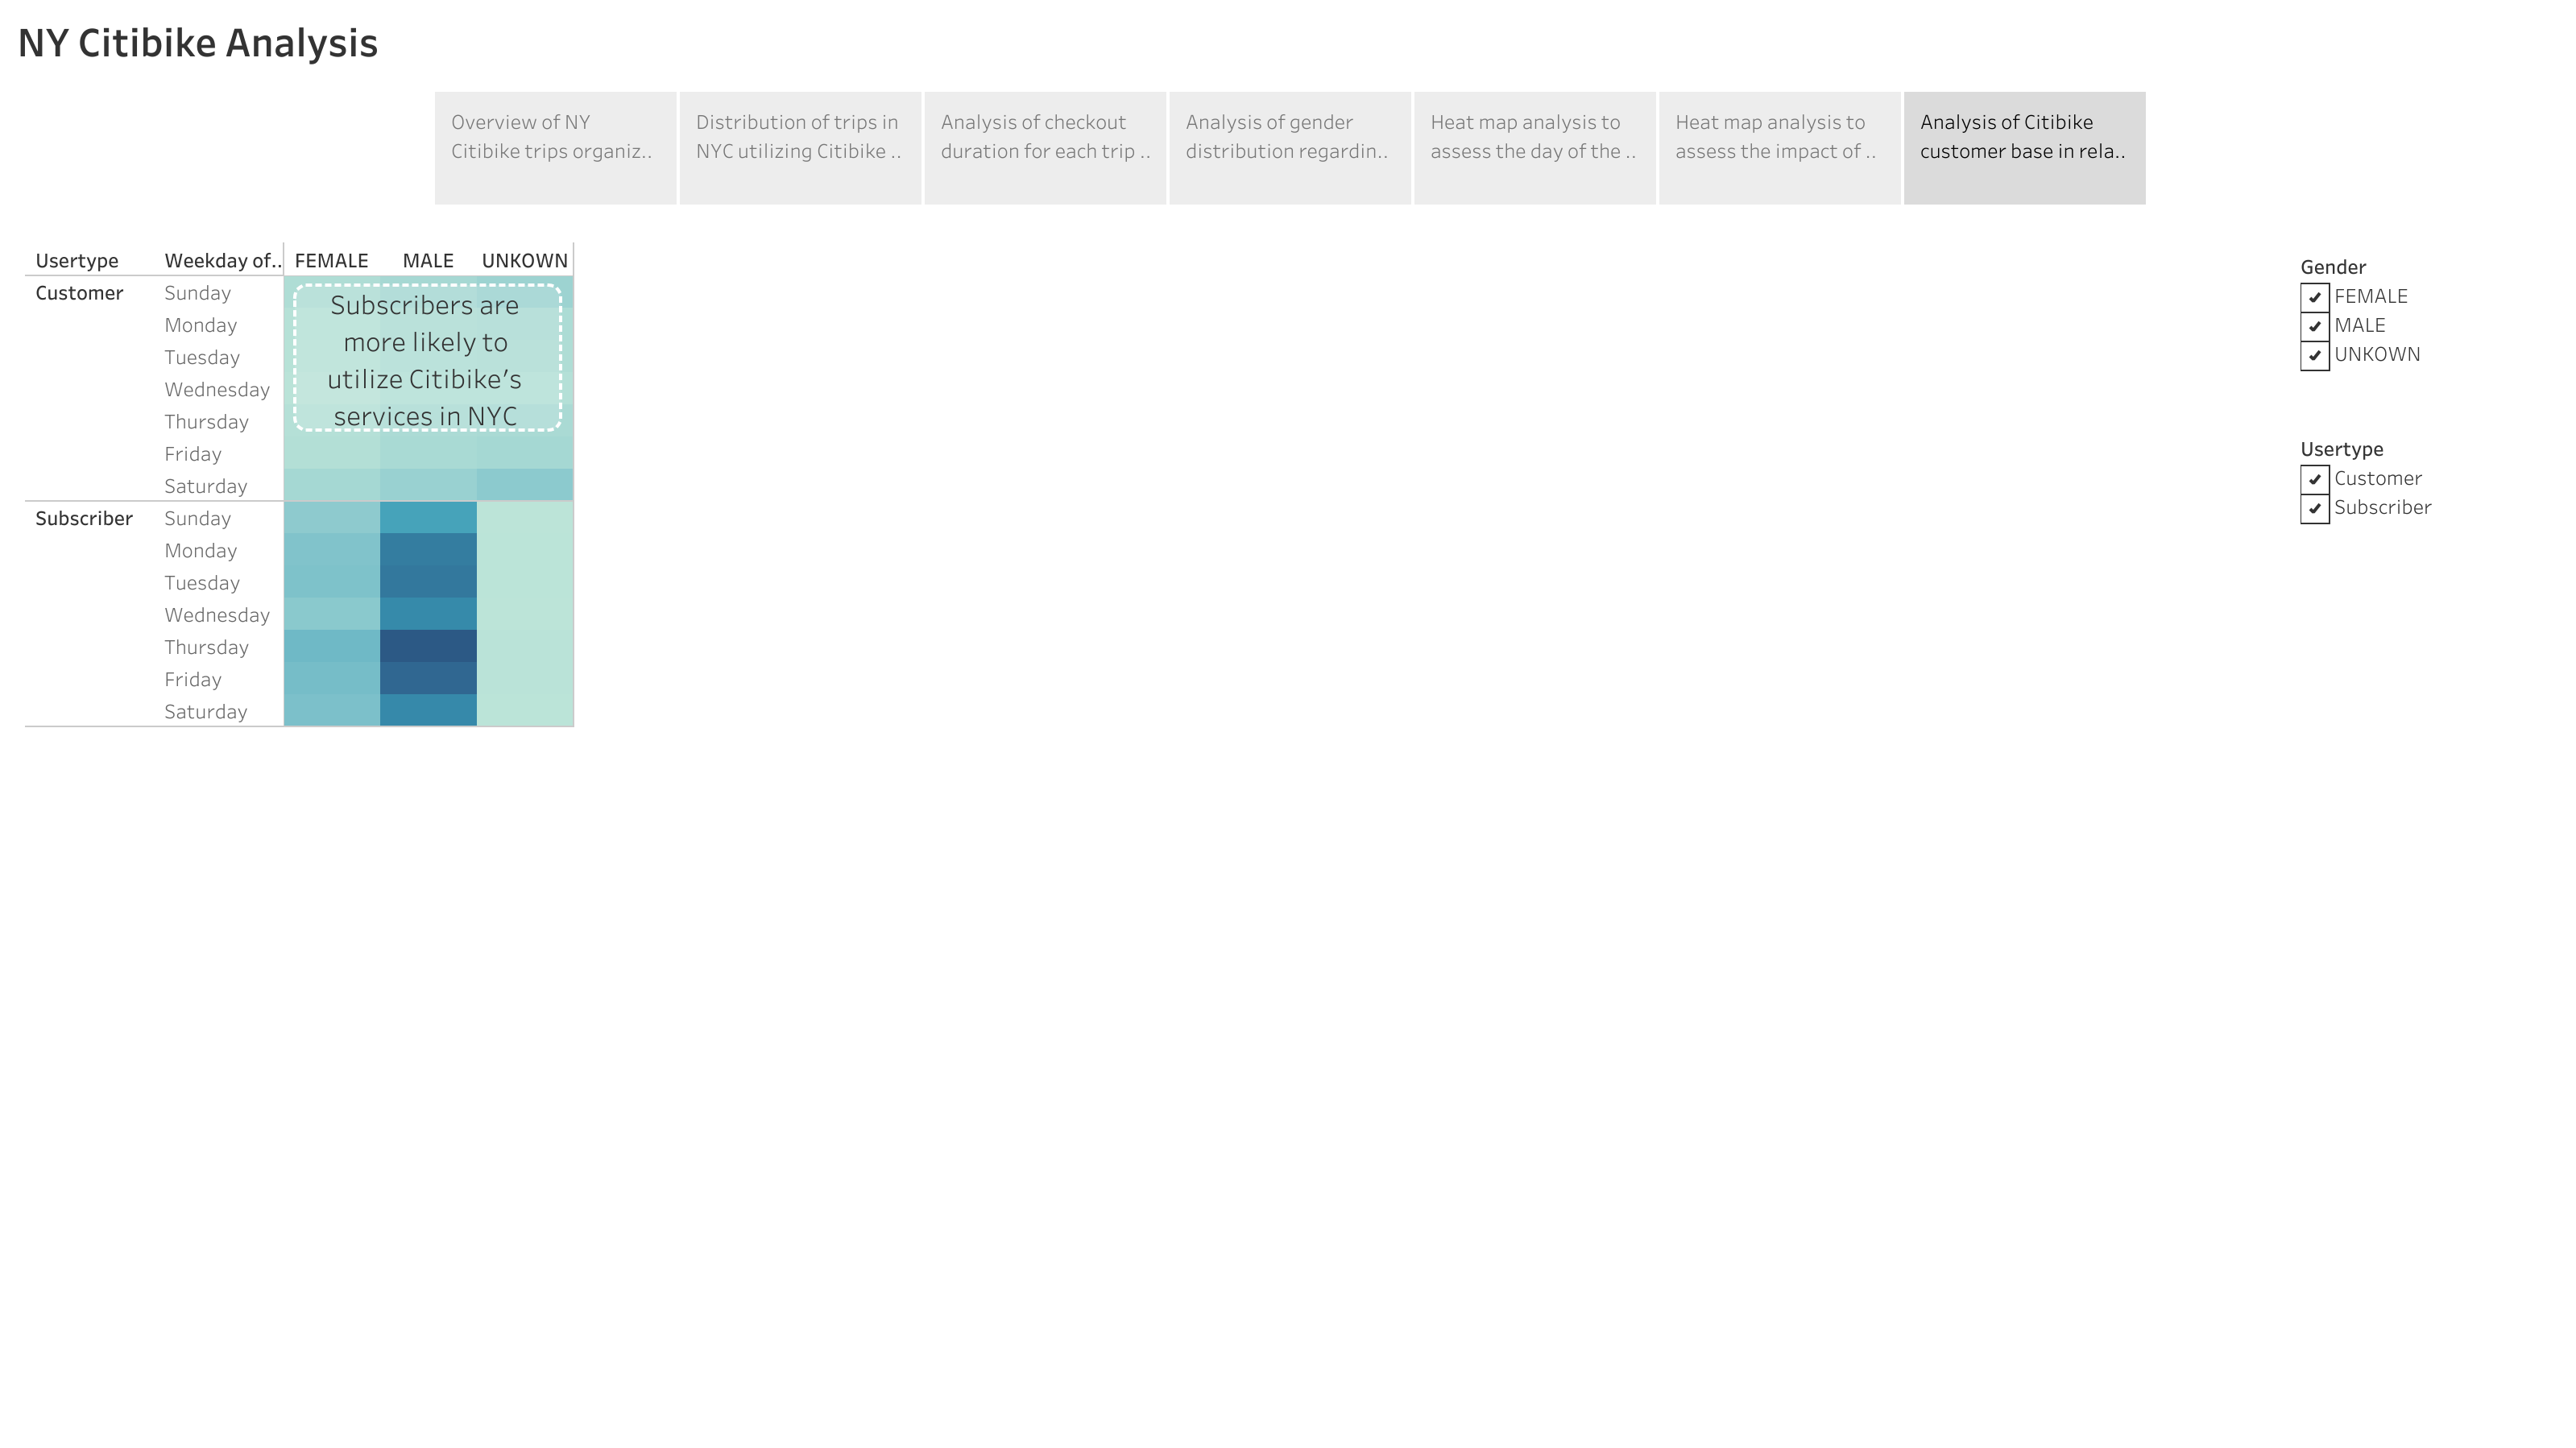 NY Citibike Analysis
Overview of NY
Citibike trips organiz..
Distribution of trips in
NYC utilizing Citibike ..
Analysis of checkout
duration for each trip ..
Analysis of gender
distribution regardin..
Heat map analysis to
assess the day of the ..
Heat map analysis to
assess the impact of ..
Analysis of Citibike
customer base in rela..
Usertype Weekday of.. FEMALE MALE UNKOWN
Customer Sunday
Monday
Tuesday
Wednesday
Thursday
Friday
Saturday
Subscribers are
more likely to
utilize Citibike's
services in NYC
Subscriber Sunday
Monday
Tuesday
Wednesday
Thursday
Friday
Saturday
Gender
FEMALE
MALE
UNKOWN
Usertype
Customer
Subscriber